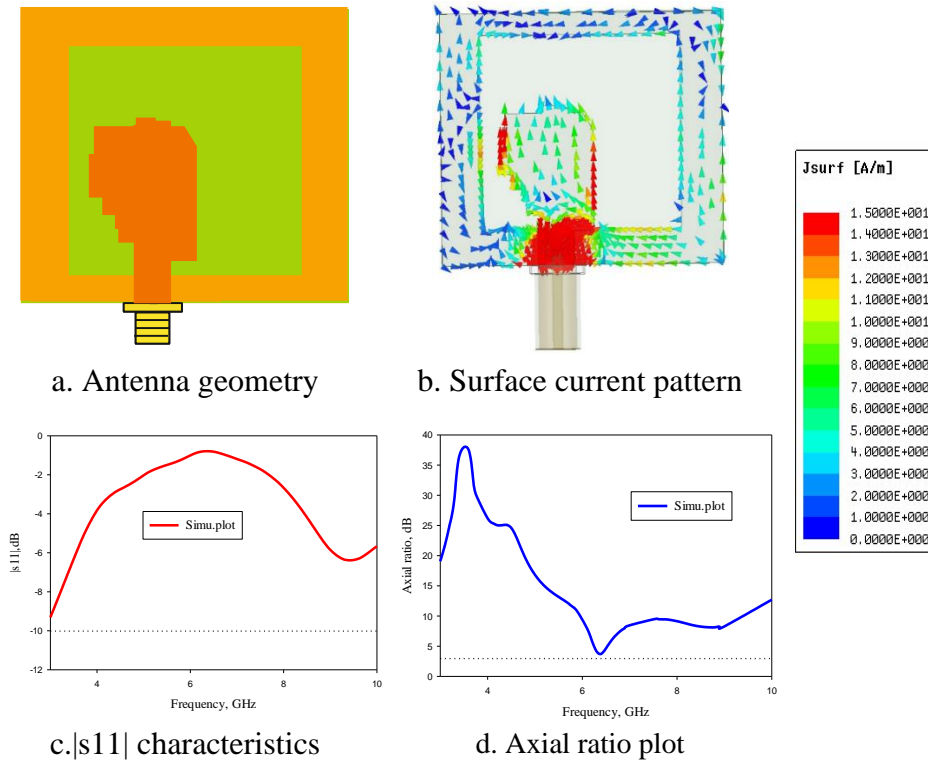 Jsurf [A/m]
1.5000E+001
1.4000E+001
1.3000E+001
1.2000E+001
1.1000E+001
1.0000E+001
9.0000E+000
8.0000E+000
7.0000E+000
6.0000E+000
5.0000E+000
4.0000E+000
3.0000E+000
2.0000E+000
1.0000E+000
0.0000E+000
a. Antenna geometry
b. Surface current pattern
0
-2
-4
-6
-8
-10
-12
|s11|,dB
Simu.plot
4 6 8 10
Frequency, GHz
c.|s11| characteristics
40
35
30
25
20
15
10
5
0
Axial ratio, dB
Simu.plot
4 6 8 10
Frequency, GHz
d. Axial ratio plot